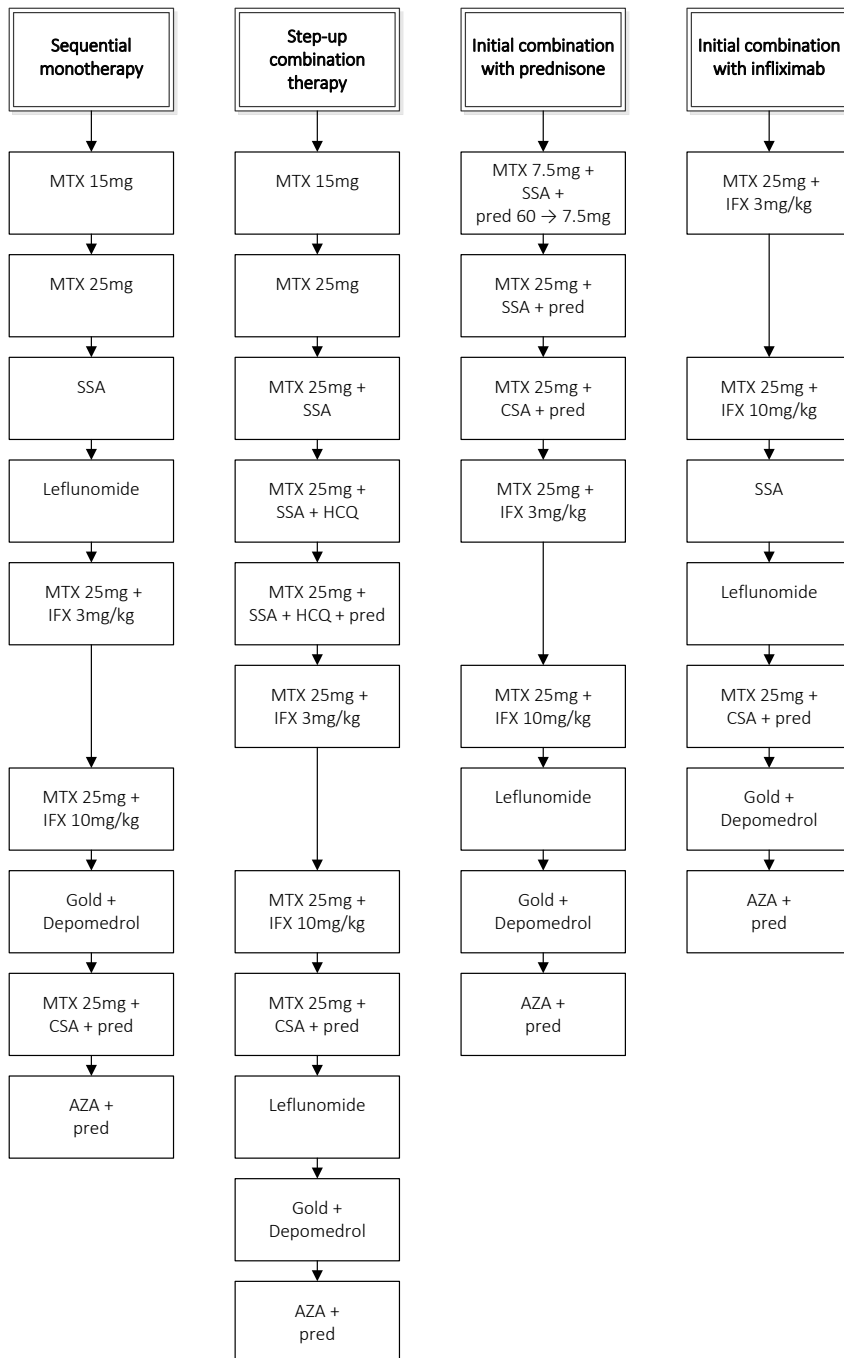 Sequential
monotherapy
MTX 15mg
MTX 25mg
SSA
Leflunomide
MTX 25mg +
IFX 3mg/kg
MTX 25mg +
IFX 10mg/kg
Gold +
Depomedrol
MTX 25mg +
CSA + pred
AZA +
pred
Step-up
combination
therapy
MTX 15mg
MTX 25mg
MTX 25mg +
SSA
MTX 25mg +
SSA + HCQ
MTX 25mg +
SSA + HCQ + pred
MTX 25mg +
IFX 3mg/kg
MTX 25mg +
IFX 10mg/kg
MTX 25mg +
CSA + pred
Leflunomide
Gold +
Depomedrol
AZA +
pred
Initial combination
with prednisone
MTX 7.5mg +
SSA +
pred 60 → 7.5mg
MTX 25mg +
SSA + pred
MTX 25mg +
CSA + pred
MTX 25mg +
IFX 3mg/kg
MTX 25mg +
IFX 10mg/kg
Leflunomide
Gold +
Depomedrol
AZA +
pred
Initial combination
with infliximab
MTX 25mg +
IFX 3mg/kg
MTX 25mg +
IFX 10mg/kg
SSA
Leflunomide
MTX 25mg +
CSA + pred
Gold +
Depomedrol
AZA +
pred